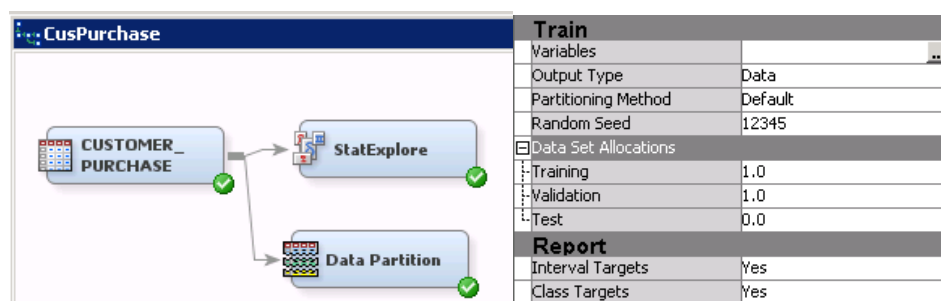 CusPurchase
CUSTOMER_
PURCHASE
StatExplore
Data Partition
Train
Variables ...
Output Type Data
Partitioning Method Default
Random Seed 12345
Data Set Allocations
Training 1.0
Validation 1.0
Test 0.0
Report
Interval Targets Yes
Class Targets Yes